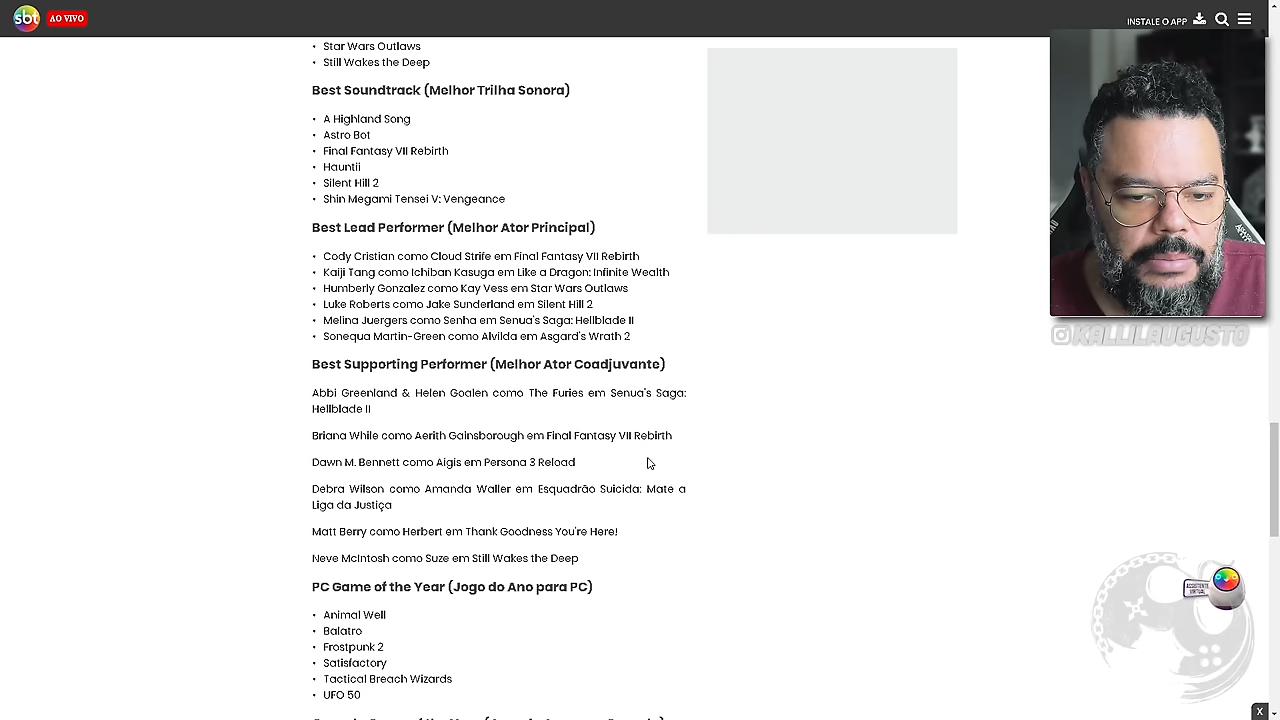 sbt
AO VIVO
INSTALE O APP
• Star Wars Outlaws
• Still Wakes the Deep
Best Soundtrack (Melhor Trilha Sonora)
• A Highland Song
• Astro Bot
• Final Fantasy VII Rebirth
• Hauntii
• Silent Hill 2
• Shin Megami Tensei V: Vengeance
Best Lead Performer (Melhor Ator Principal)
• Cody Cristian como Cloud Strife em Final Fantasy VII Rebirth
• Kaiji Tang como Ichiban Kasuga em Like a Dragon: Infinite Wealth
• Humberly Gonzalez como Kay Vess em Star Wars Outlaws
• Luke Roberts como Jake Sunderland em Silent Hill 2
• Melina Juergers como Senha em Senua's Saga: Hellblade II
• Sonequa Martin-Green como Alvilda em Asgard's Wrath 2
Best Supporting Performer (Melhor Ator Coadjuvante)
Abbi Greenland & Helen Goalen como The Furies em Senua's Saga:
Hellblade II
Briana While como Aerith Gainsborough em Final Fantasy VII Rebirth
Dawn M. Bennett como Aigis em Persona 3 Reload
Debra Wilson como Amanda Waller em Esquadrão Suicida: Mate a
Liga da Justiça
Matt Berry como Herbert em Thank Goodness You're Here!
Neve McIntosh como Suze em Still Wakes the Deep
PC Game of the Year (Jogo do Ano para PC)
• Animal Well
• Balatro
• Frostpunk 2
• Satisfactory
• Tactical Breach Wizards
• UFO 50
KALLILAUGUSTO
ASSISTENTE
VIRTUAL
X